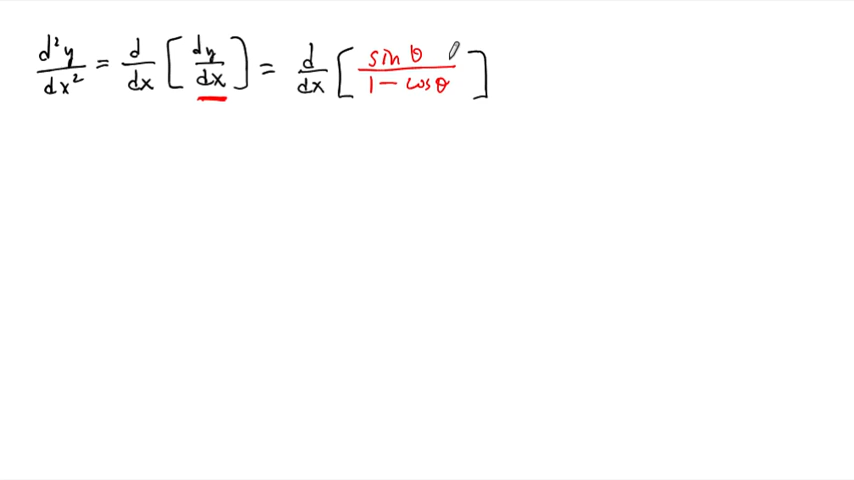 d²y/dx² = d/dx [ dy/dx ] = d/dx [ sin θ / 1 − cos θ ]